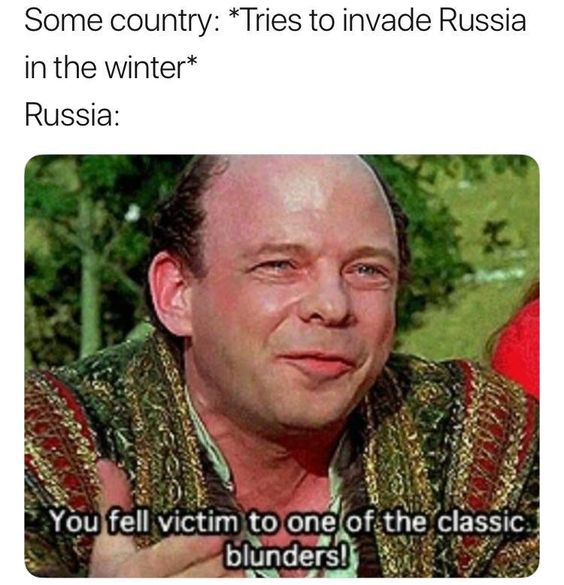 Some country: *Tries to invade Russia
in the winter*
Russia:
You fell victim to one of the classic
blunders!